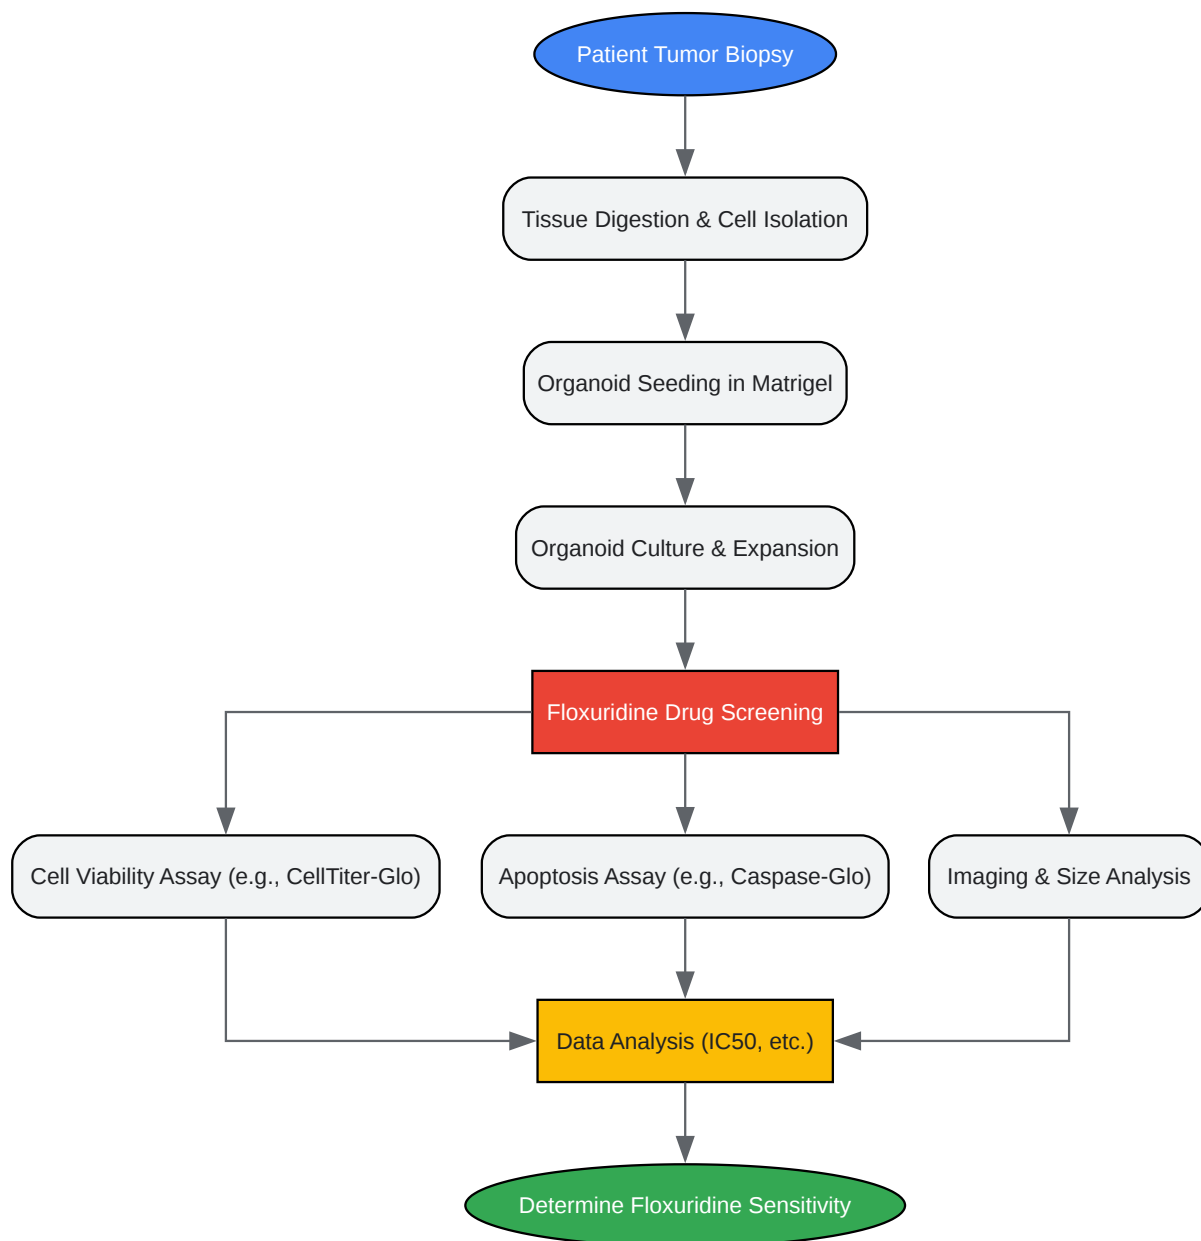 Patient Tumor Biopsy
Tissue Digestion & Cell Isolation
Organoid Seeding in Matrigel
Organoid Culture & Expansion
Floxuridine Drug Screening
Cell Viability Assay (e.g., CellTiter-Glo)
Apoptosis Assay (e.g., Caspase-Glo)
Imaging & Size Analysis
Data Analysis (IC50, etc.)
Determine Floxuridine Sensitivity